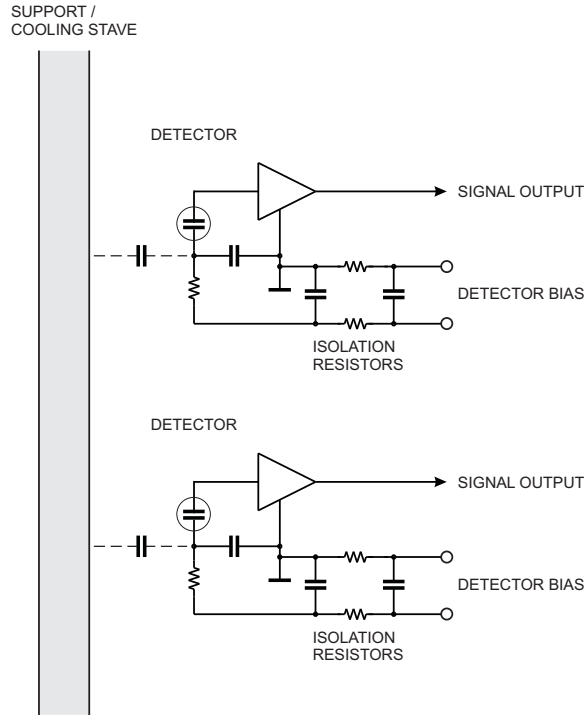 SUPPORT /
COOLING STAVE
DETECTOR
SIGNAL OUTPUT
DETECTOR BIAS
ISOLATION
RESISTORS
DETECTOR
SIGNAL OUTPUT
DETECTOR BIAS
ISOLATION
RESISTORS